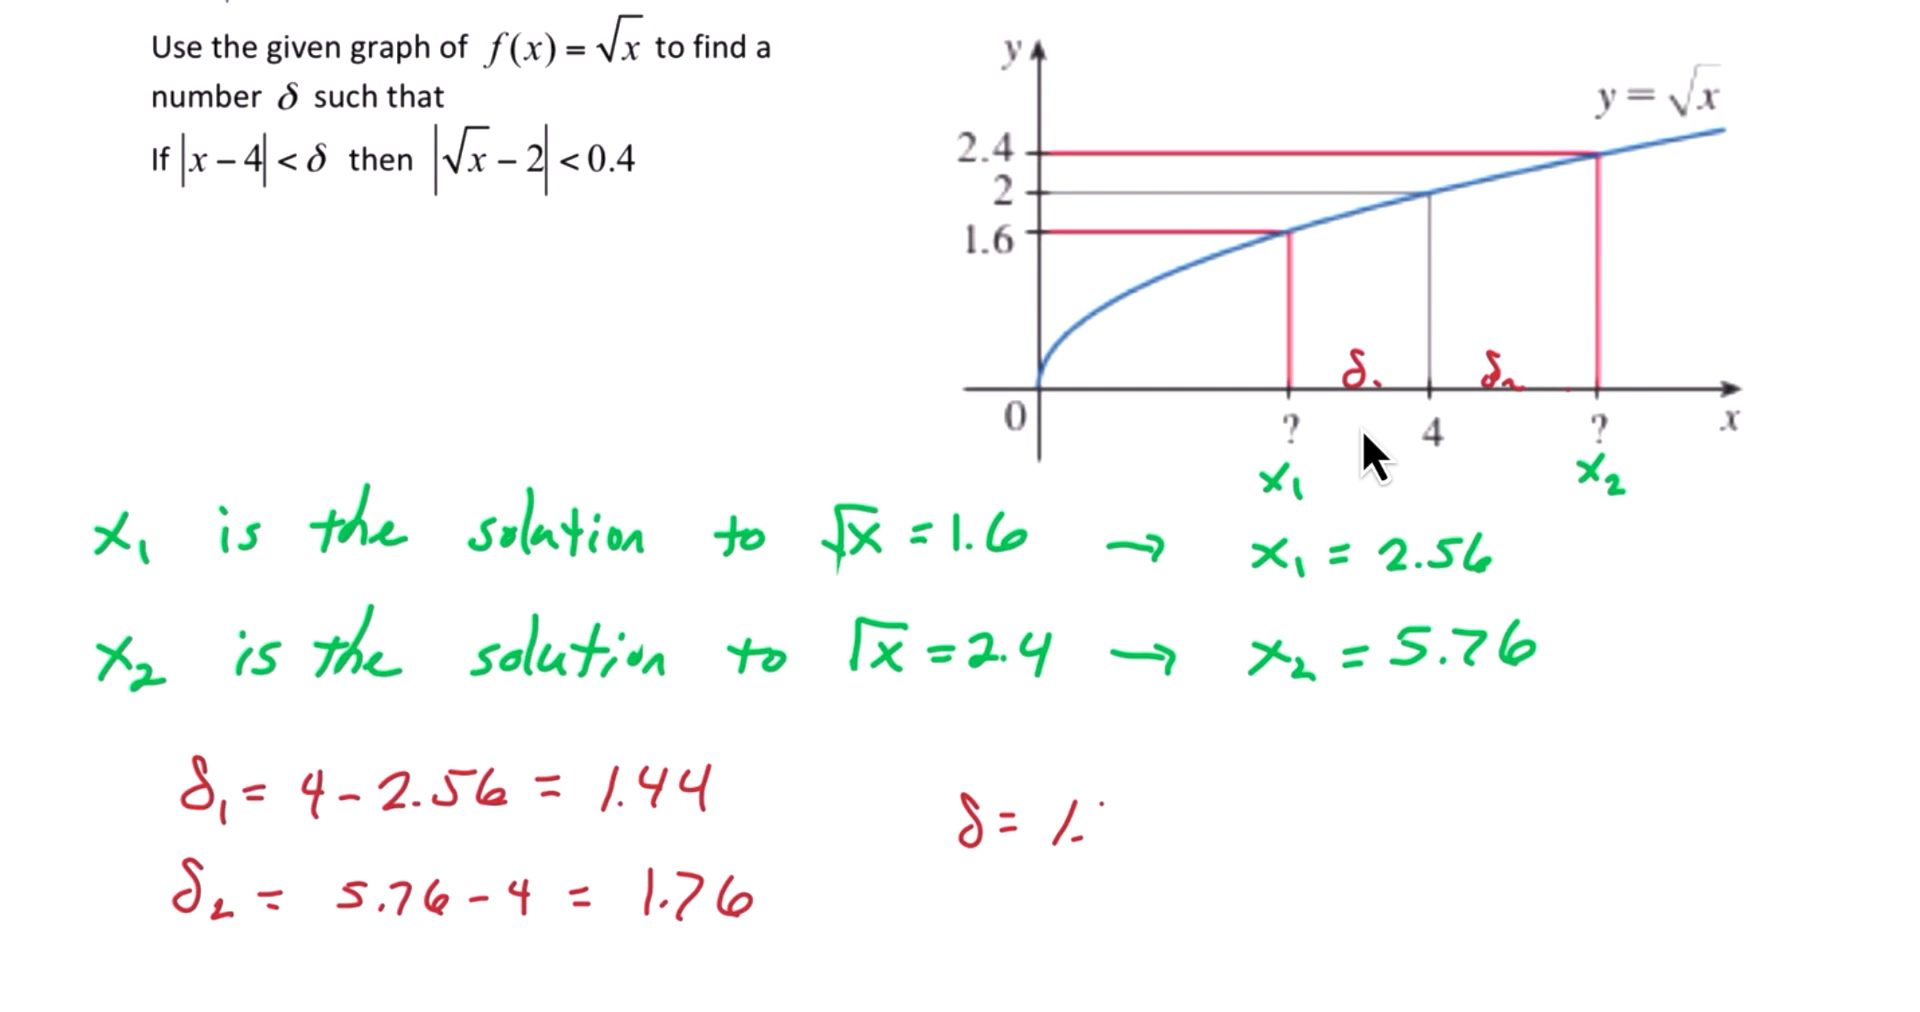 Use the given graph of f(x) = √x to find a
number δ such that
If |x − 4| < δ then |√x − 2| < 0.4
y
y = √x
2.4
2
1.6
δ₁ δ₂
0 ? 4 ? x
x₁ x₂
x₁ is the solution to √x = 1.6 → x₁ = 2.56
x₂ is the solution to √x = 2.4 → x₂ = 5.76
δ₁ = 4 - 2.56 = 1.44
δ = 1.
δ₂ = 5.76 - 4 = 1.76